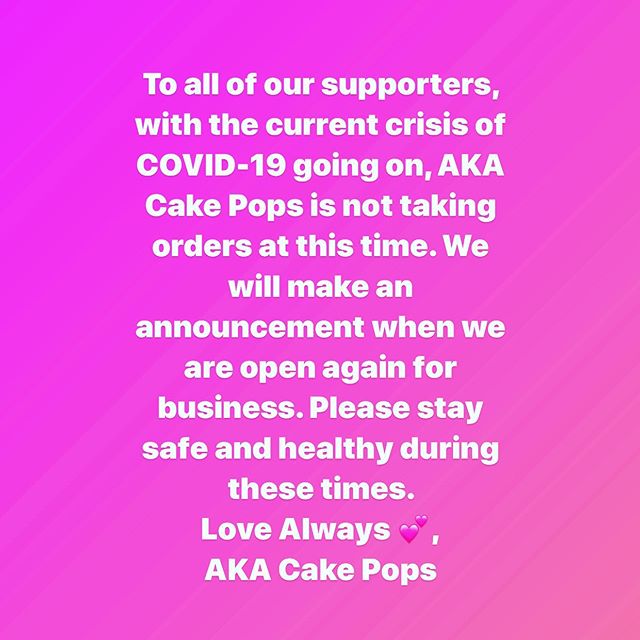 To all of our supporters,
with the current crisis of
COVID-19 going on, AKA
Cake Pops is not taking
orders at this time. We
will make an
announcement when we
are open again for
business. Please stay
safe and healthy during
these times.
Love Always 💕,
AKA Cake Pops